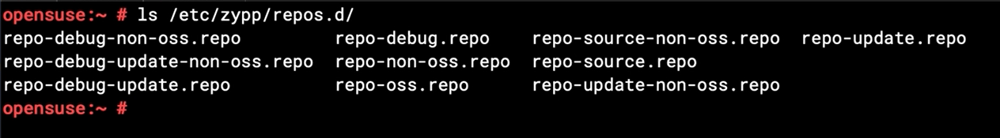 opensuse:~ # ls /etc/zypp/repos.d/
repo-debug-non-oss.repo repo-debug.repo repo-source-non-oss.repo repo-update.repo
repo-debug-update-non-oss.repo repo-non-oss.repo repo-source.repo
repo-debug-update.repo repo-oss.repo repo-update-non-oss.repo
opensuse:~ #